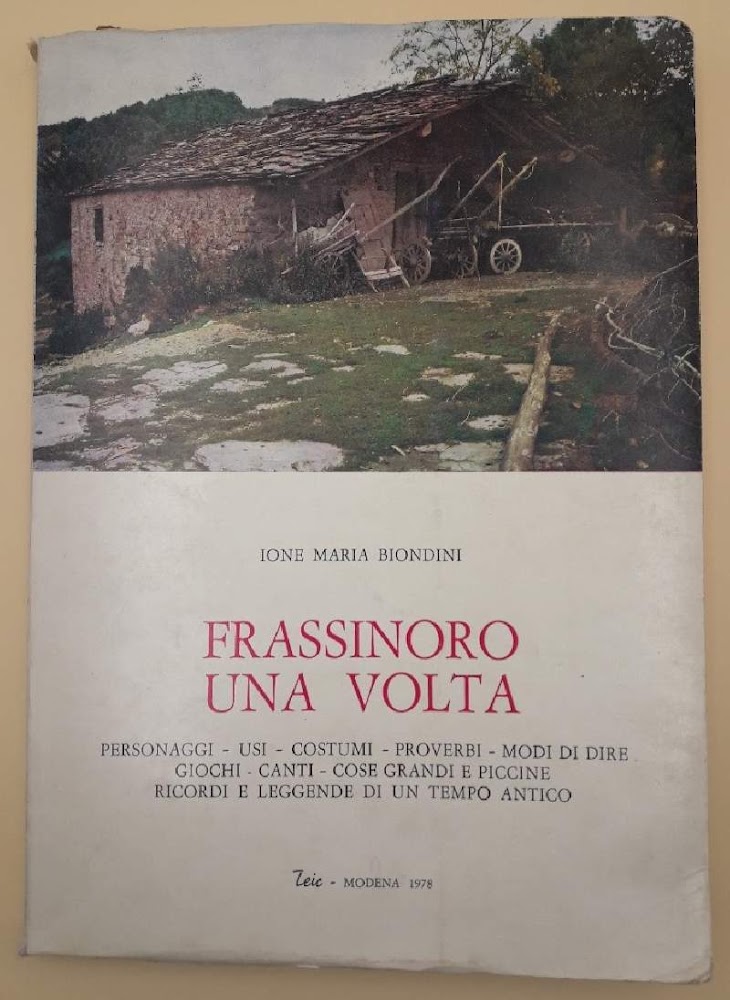 IONE MARIA BIONDINI
FRASSINORO
UNA VOLTA
PERSONAGGI - USI - COSTUMI - PROVERBI - MODI DI DIRE
GIOCHI - CANTI - COSE GRANDI E PICCINE
RICORDI E LEGGENDE DI UN TEMPO ANTICO
Teic - MODENA 1978